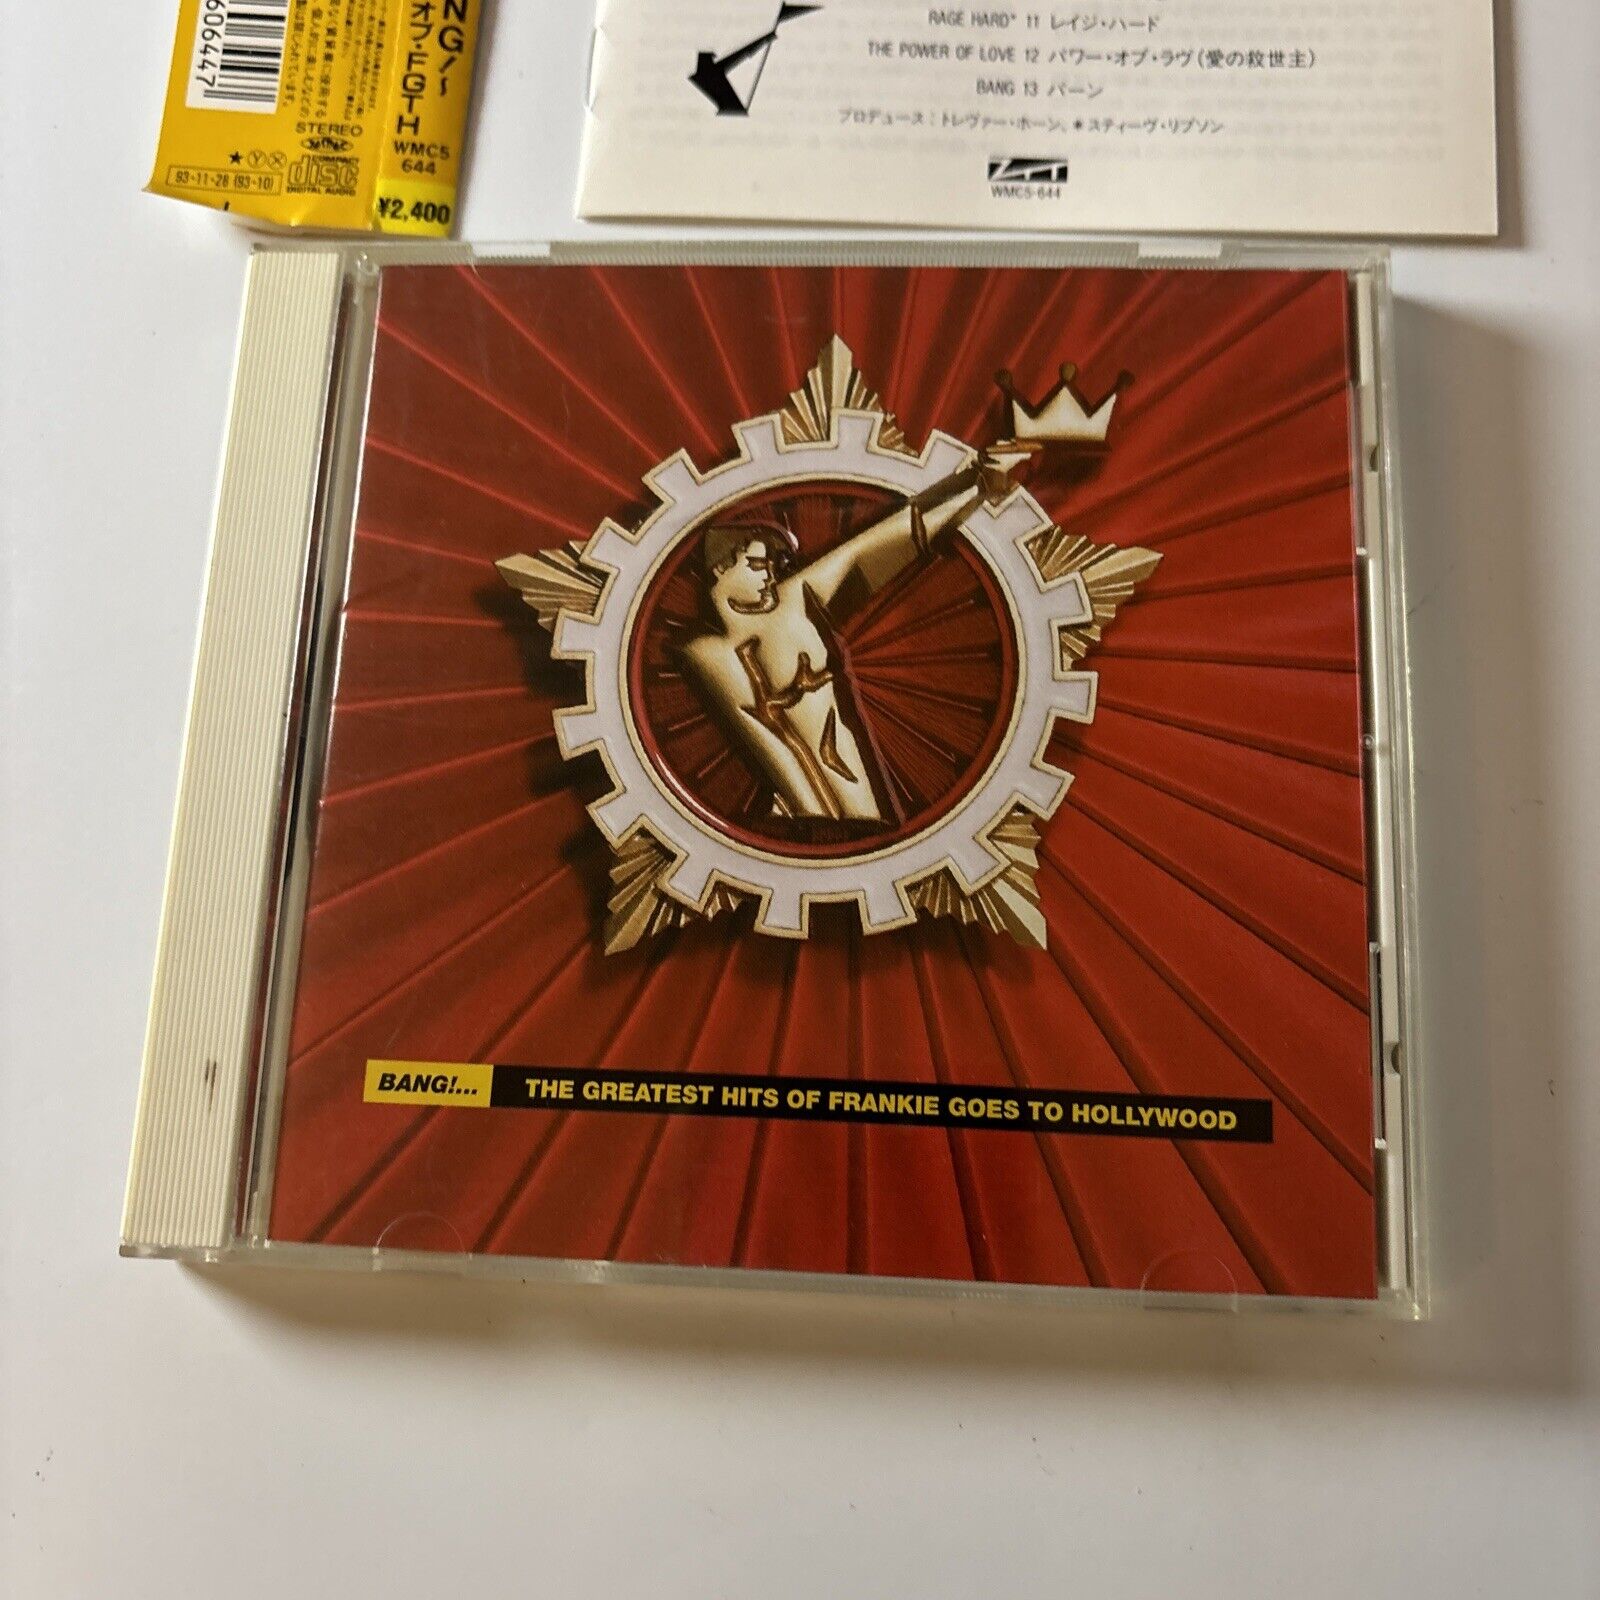 NG!〜
オブ・FGTH
WMC5
644
¥2,400
606447
STEREO
COMPACT
disc
DIGITAL AUDIO
★ⓎⓍ
93·11·28 (93·10)
RAGE HARD* 11 レイジ・ハード
THE POWER OF LOVE 12 パワー・オブ・ラヴ(愛の救世主)
BANG 13 バーン
プロデュース:トレヴァー・ホーン、*スティーヴ・リプソン
ZTT
WMC5-644
BANG!... THE GREATEST HITS OF FRANKIE GOES TO HOLLYWOOD